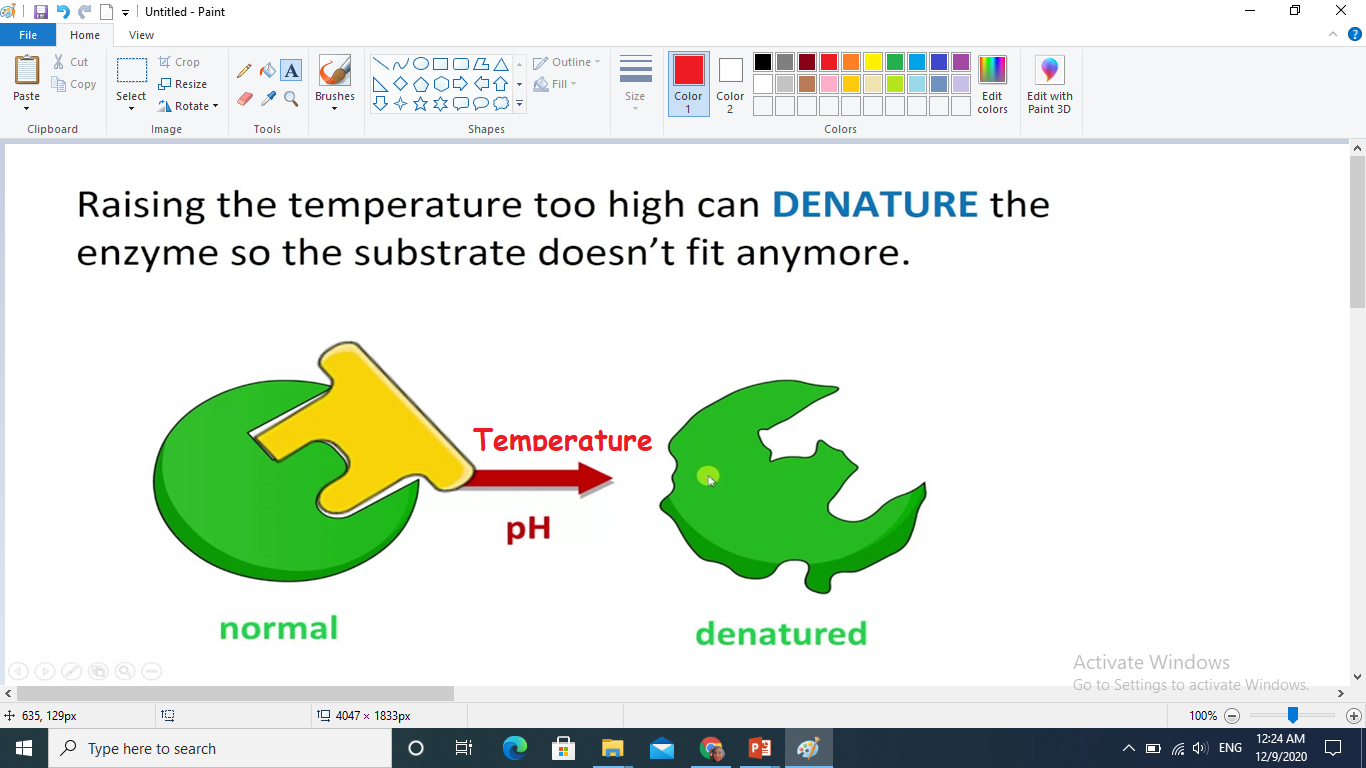 Untitled - Paint
File
Home
View
Paste
Cut
Copy
Clipboard
Select
Crop
Resize
Rotate
Image
A
Tools
Brushes
Outline
Fill
Shapes
Size
Color 1
Color 2
Edit colors
Colors
Edit with Paint 3D
Raising the temperature too high can DENATURE the
enzyme so the substrate doesn't fit anymore.
Temperature
pH
normal
denatured
Activate Windows
Go to Settings to activate Windows.
635, 129px
4047 × 1833px
100%
Type here to search
ENG
12:24 AM
12/9/2020